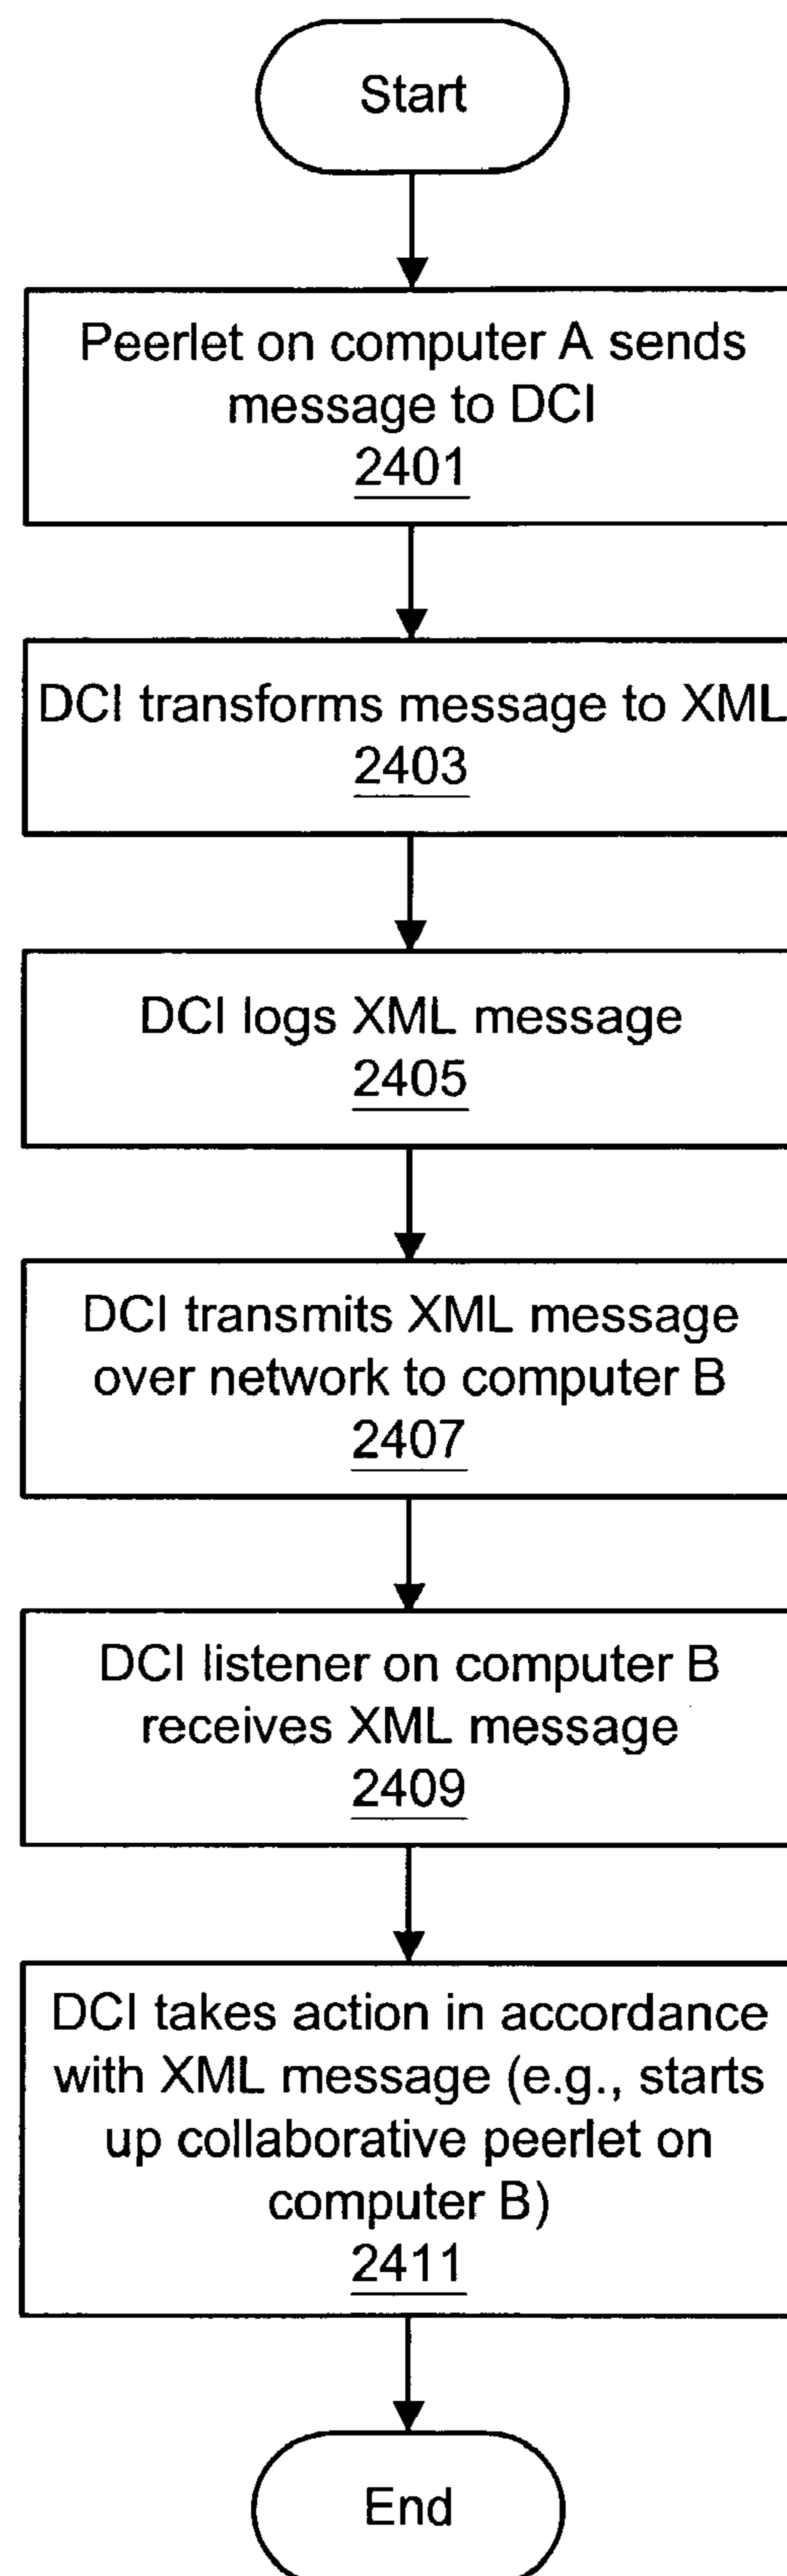 Start
Peerlet on computer A sends
message to DCI
2401
DCI transforms message to XML
2403
DCI logs XML message
2405
DCI transmits XML message
over network to computer B
2407
DCI listener on computer B
receives XML message
2409
DCI takes action in accordance
with XML message (e.g., starts
up collaborative peerlet on
computer B)
2411
End